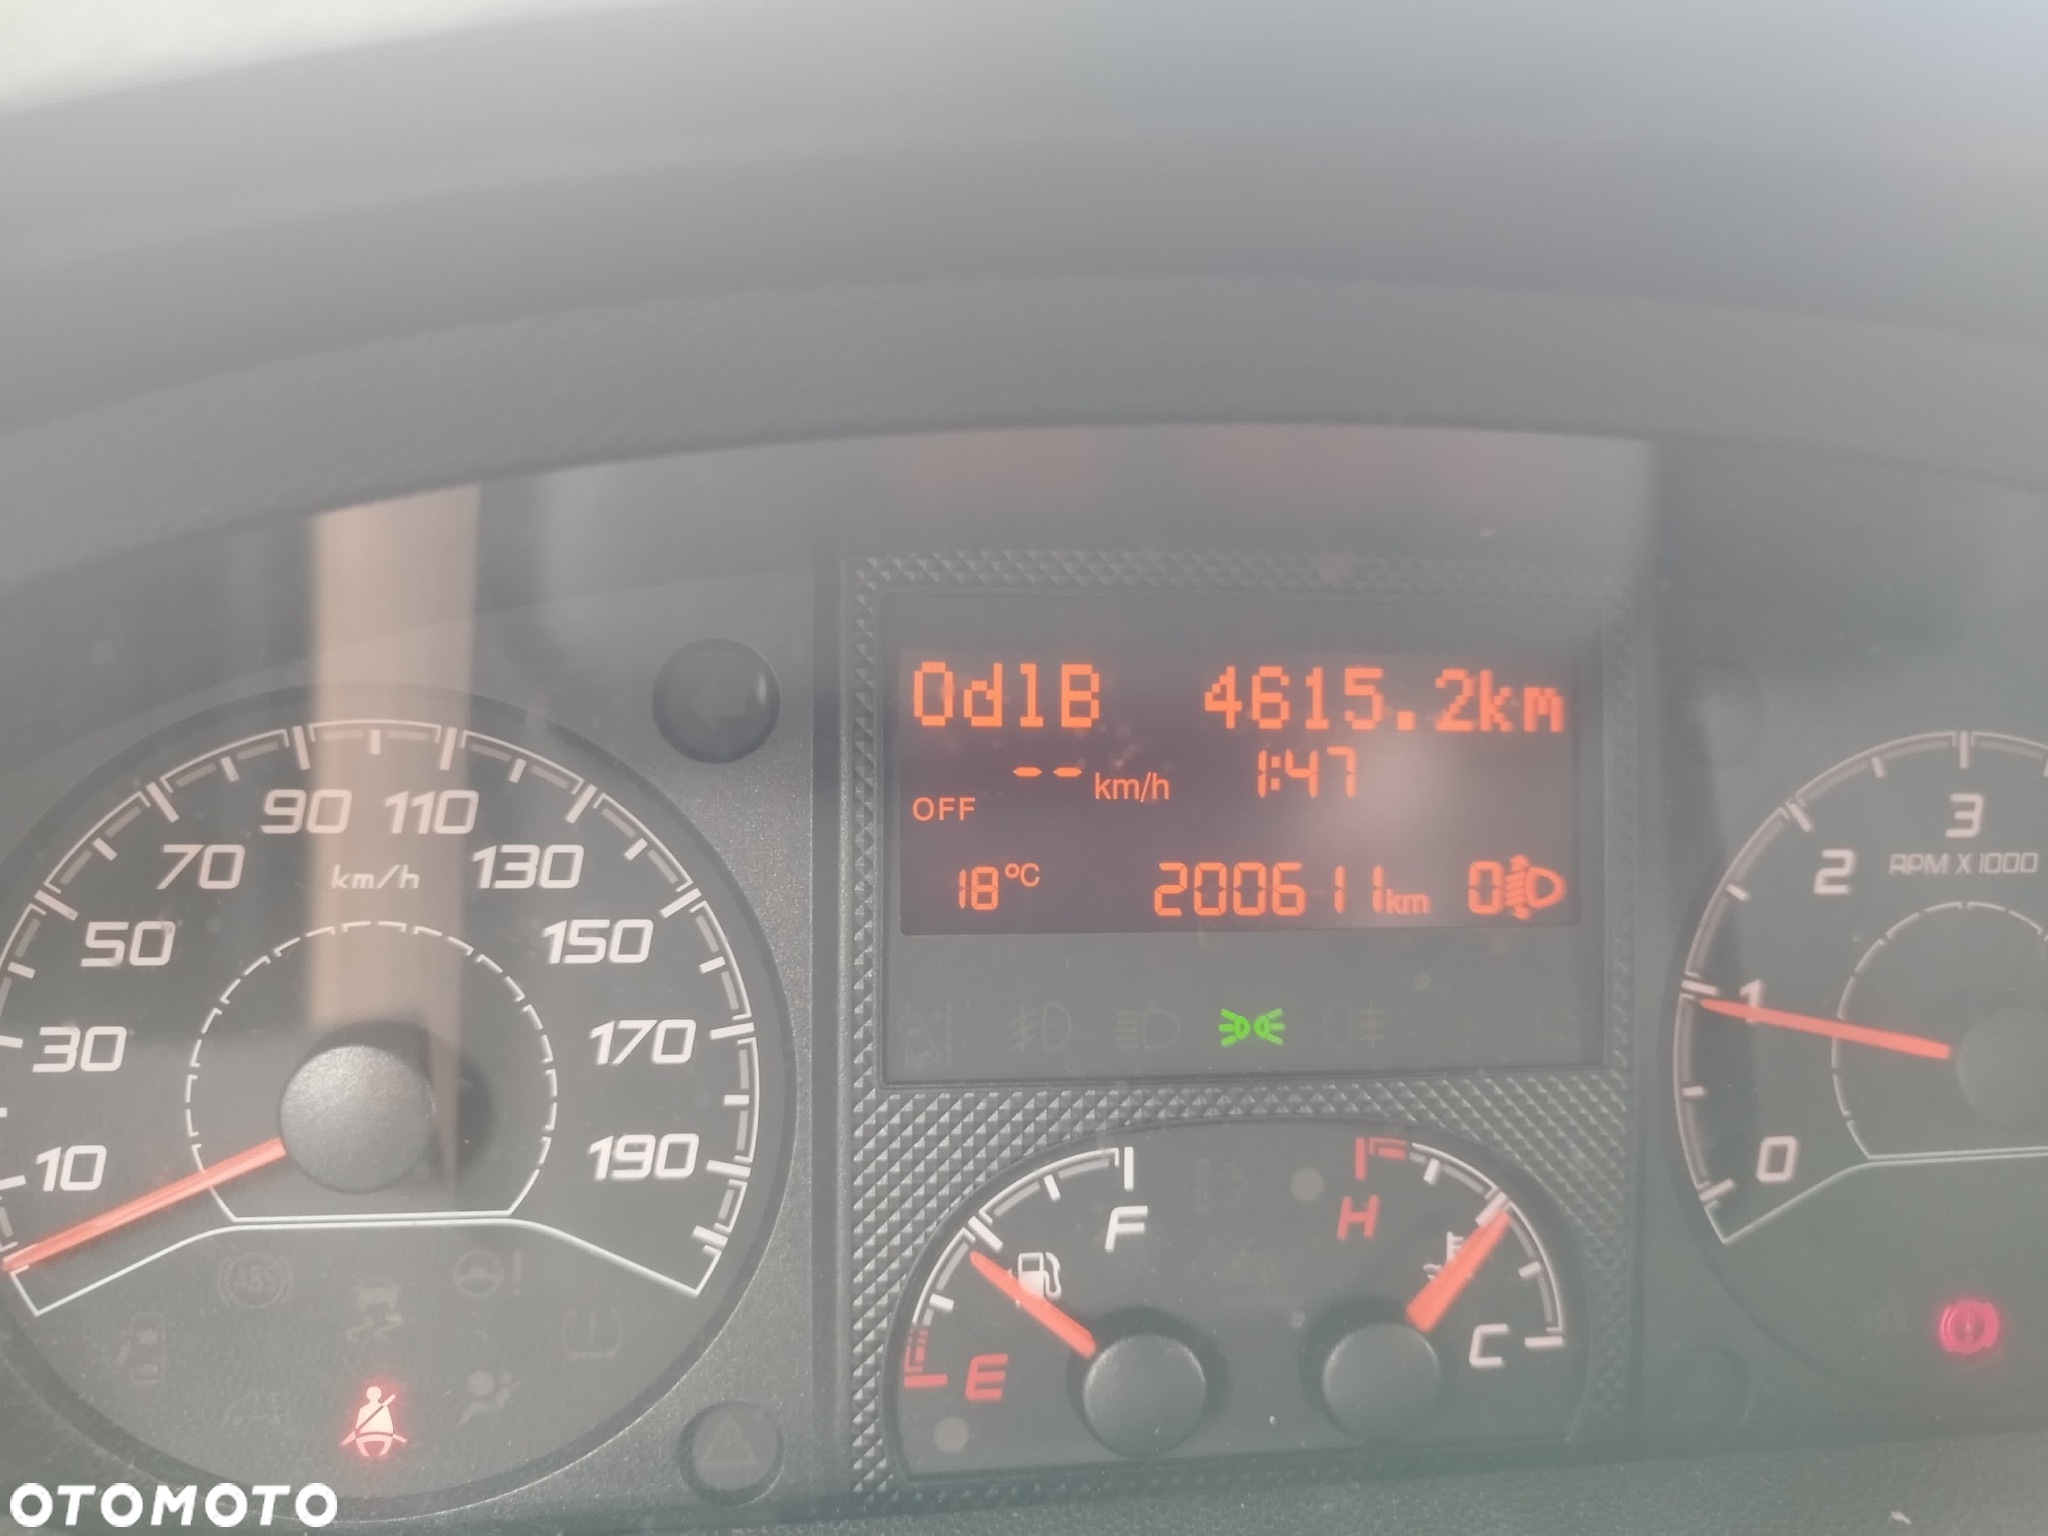 OdlB 4615.2km
-- km/h 1:47
OFF
18°C 200611km 0
10 30 50 70 90 110 130 150 170 190
km/h
0 1 2 3
RPM X 1000
ABS
E F
H C
OTOMOTO